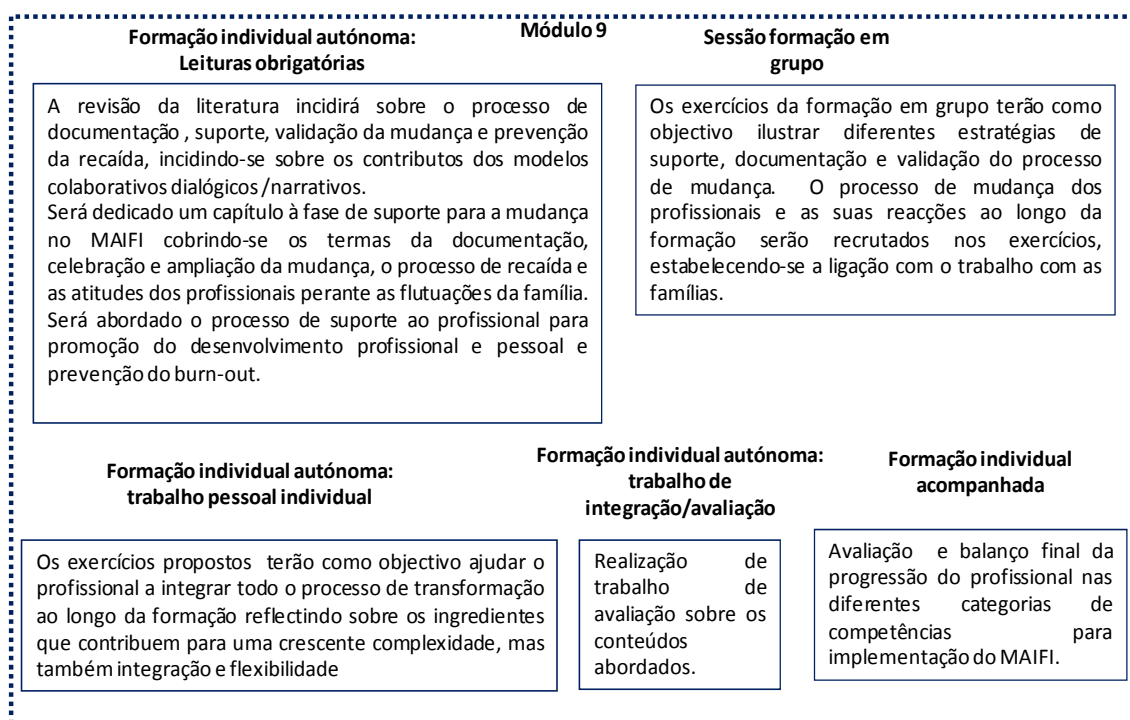 Módulo 9
Formação individual autónoma:
Leituras obrigatórias
A revisão da literatura incidirá sobre o processo de
documentação , suporte, validação da mudança e prevenção
da recaída, incidindo-se sobre os contributos dos modelos
colaborativos dialógicos /narrativos.
Será dedicado um capítulo à fase de suporte para a mudança
no MAIFI cobrindo-se os termas da documentação,
celebração e ampliação da mudança, o processo de recaída e
as atitudes dos profissionais perante as flutuações da família.
Será abordado o processo de suporte ao profissional para
promoção do desenvolvimento profissional e pessoal e
prevenção do burn-out.
Sessão formação em
grupo
Os exercícios da formação em grupo terão como
objectivo ilustrar diferentes estratégias de
suporte, documentação e validação do processo
de mudança. O processo de mudança dos
profissionais e as suas reacções ao longo da
formação serão recrutados nos exercícios,
estabelecendo-se a ligação com o trabalho com as
famílias.
Formação individual autónoma:
trabalho pessoal individual
Os exercícios propostos terão como objectivo ajudar o
profissional a integrar todo o processo de transformação
ao longo da formação reflectindo sobre os ingredientes
que contribuem para uma crescente complexidade, mas
também integração e flexibilidade
Formação individual autónoma:
trabalho de
integração/avaliação
Realização de
trabalho de
avaliação sobre os
conteúdos
abordados.
Formação individual
acompanhada
Avaliação e balanço final da
progressão do profissional nas
diferentes categorias de
competências para
implementação do MAIFI.